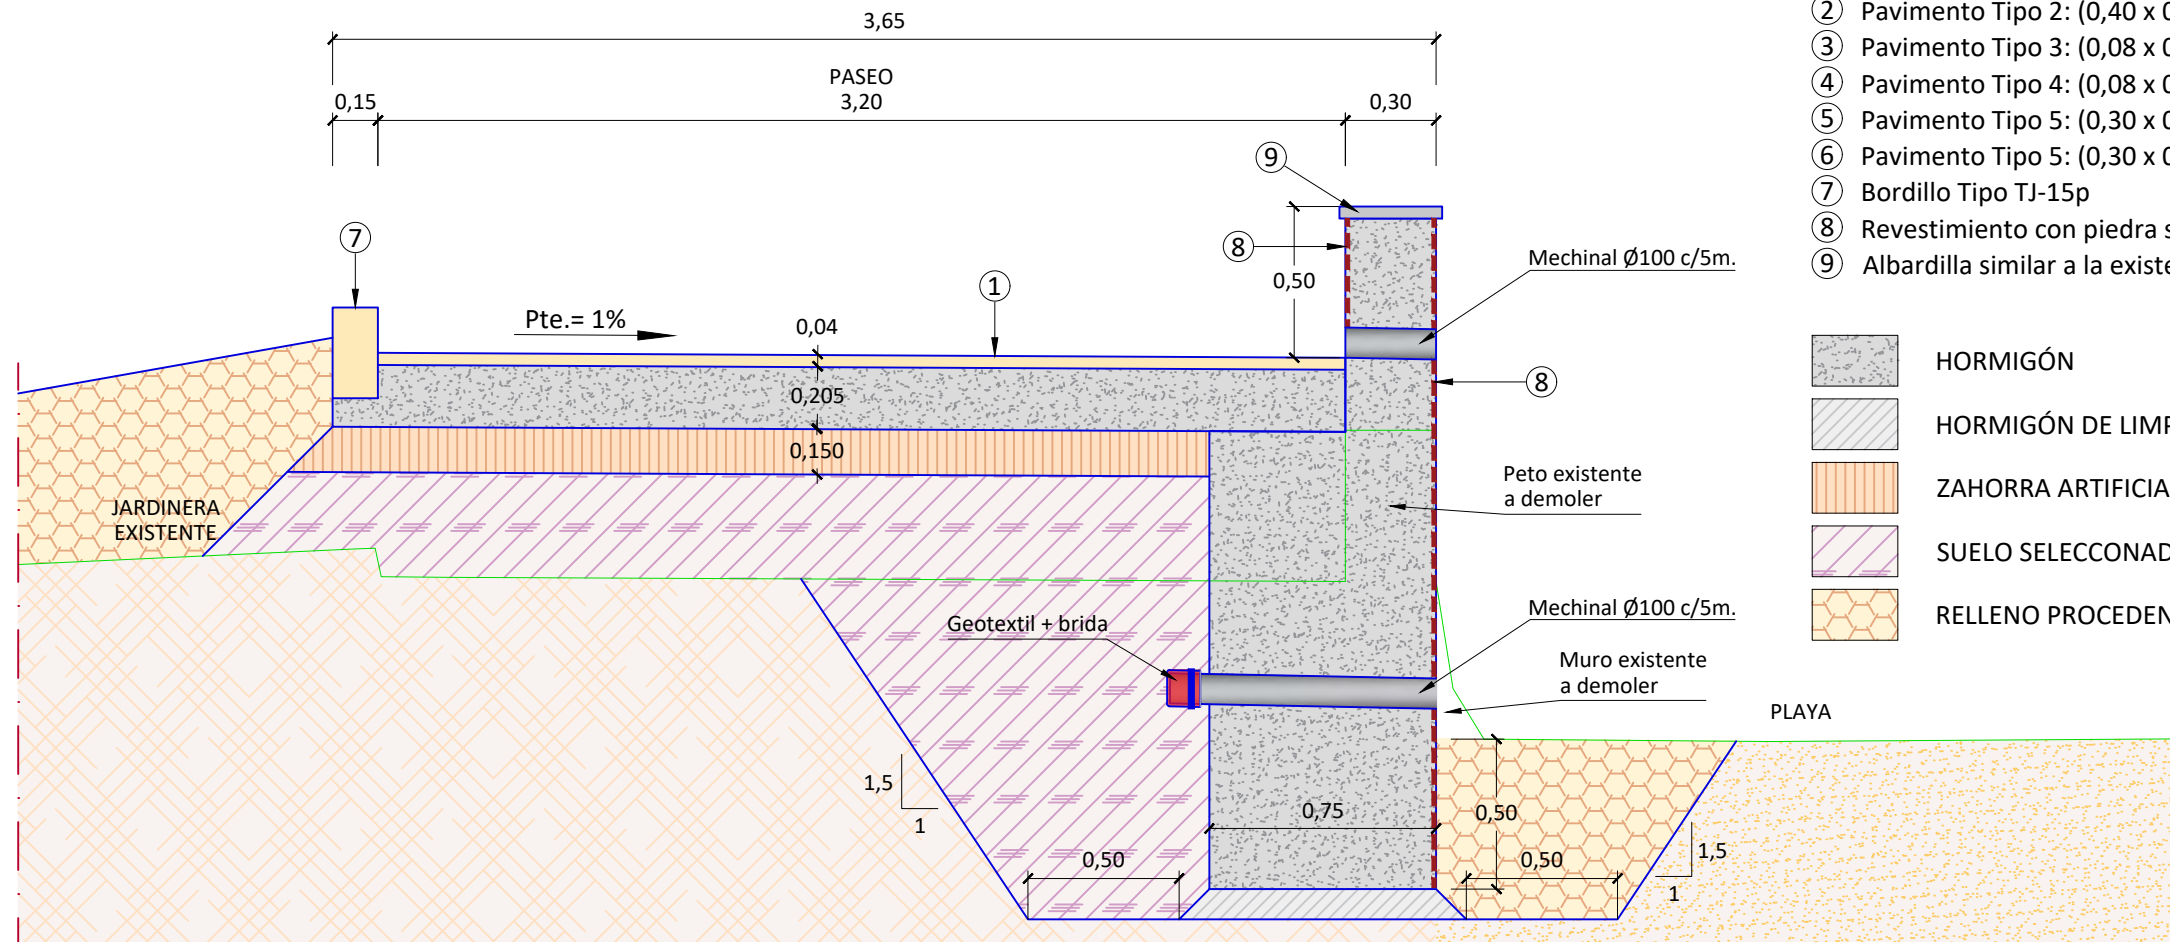 3,65
PASEO
0,15
3,20
0,30
9
7
8
0,50
Mechinal Ø100 c/5m.
1
Pte.= 1%
0,04
8
0,205
0,150
Peto existente
a demoler
JARDINERA
EXISTENTE
Geotextil + brida
Mechinal Ø100 c/5m.
Muro existente
a demoler
PLAYA
1,5
1
0,75
0,50
0,50
0,50
1,5
1
2 Pavimento Tipo 2: (0,40 x
3 Pavimento Tipo 3: (0,08 x
4 Pavimento Tipo 4: (0,08 x
5 Pavimento Tipo 5: (0,30 x
6 Pavimento Tipo 5: (0,30 x
7 Bordillo Tipo TJ-15p
8 Revestimiento con piedra
9 Albardilla similar a la
HORMIGÓN
HORMIGÓN DE
ZAHORRA
SUELO
RELLENO